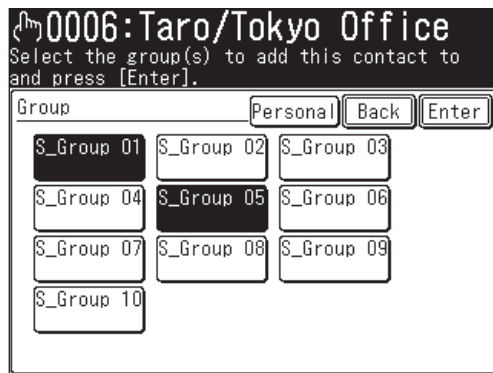 0006:Taro/Tokyo Office
Select the group(s) to add this contact to
and press [Enter].
Group Personal Back Enter
S_Group 01 S_Group 02 S_Group 03
S_Group 04 S_Group 05 S_Group 06
S_Group 07 S_Group 08 S_Group 09
S_Group 10